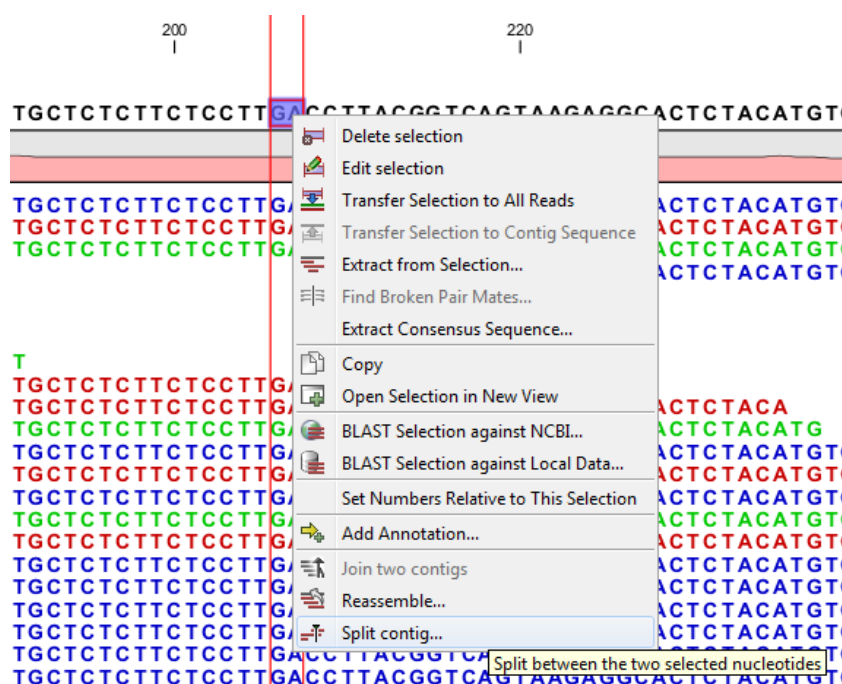 200 220
TGCTCTCTTCTCCTTGACCTTACGGTCAGTAAGAGGCACTCTACATGT
TGCTCTCTTCTCCTTGA ACTCTACATGT
TGCTCTCTTCTCCTTGA ACTCTACATGT
TGCTCTCTTCTCCTTGA ACTCTACATGT
ACTCTACATGT
T
TGCTCTCTTCTCCTTGA
TGCTCTCTTCTCCTTGA ACTCTACA
TGCTCTCTTCTCCTTGA ACTCTACATG
TGCTCTCTTCTCCTTGA ACTCTACATGT
TGCTCTCTTCTCCTTGA ACTCTACATGT
TGCTCTCTTCTCCTTGA ACTCTACATGT
TGCTCTCTTCTCCTTGA ACTCTACATGT
TGCTCTCTTCTCCTTGA ACTCTACATGT
TGCTCTCTTCTCCTTGA ACTCTACATGT
TGCTCTCTTCTCCTTGA ACTCTACATGT
TGCTCTCTTCTCCTTGA ACTCTACATGT
TGCTCTCTTCTCCTTGA ACTCTACATGT
TGCTCTCTTCTCCTTGACCTTACGGTCA
TGCTCTCTTCTCCTTGACCTTACGGTCAGTAAGAGGCACTCTACATGT
Delete selection
Edit selection
Transfer Selection to All Reads
Transfer Selection to Contig Sequence
Extract from Selection...
Find Broken Pair Mates...
Extract Consensus Sequence...
Copy
Open Selection in New View
BLAST Selection against NCBI...
BLAST Selection against Local Data...
Set Numbers Relative to This Selection
Add Annotation...
Join two contigs
Reassemble...
Split contig...
Split between the two selected nucleotides